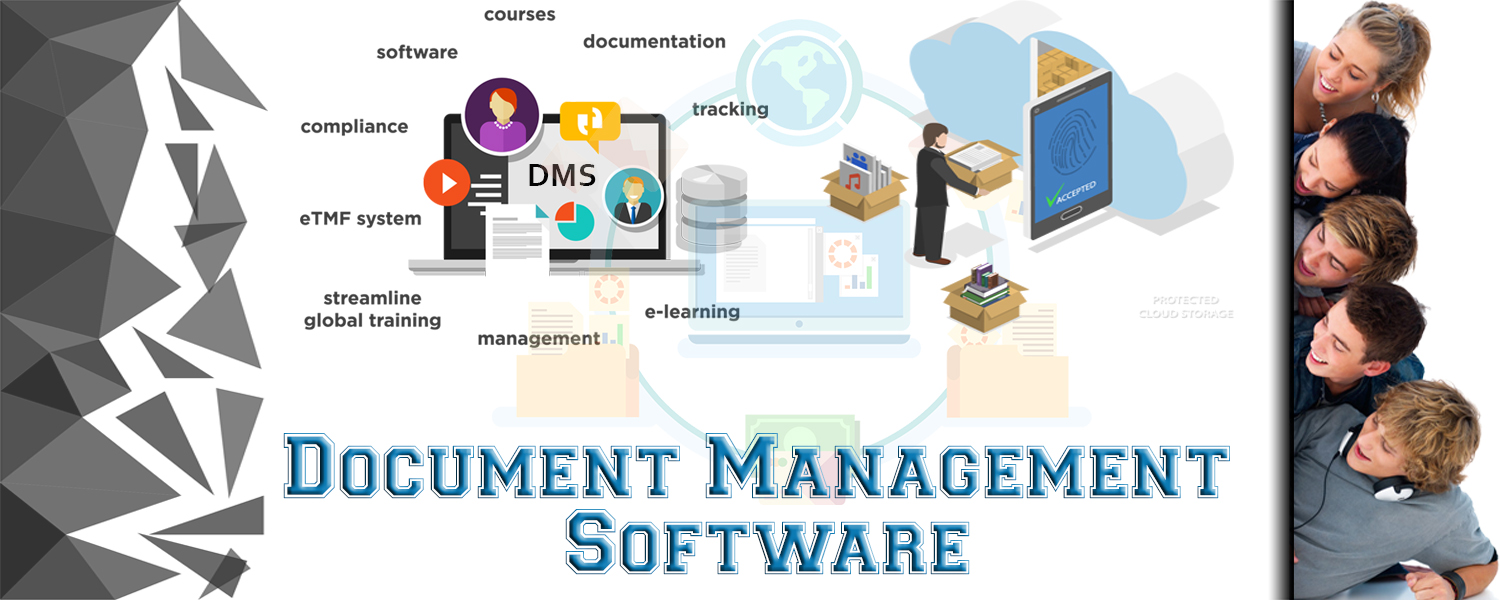 courses
software
documentation
compliance
tracking
DMS
ACCEPTED
eTMF system
streamline
global training
e-learning
management
PROTECTED
CLOUD STORAGE
DOCUMENT MANAGEMENT
SOFTWARE